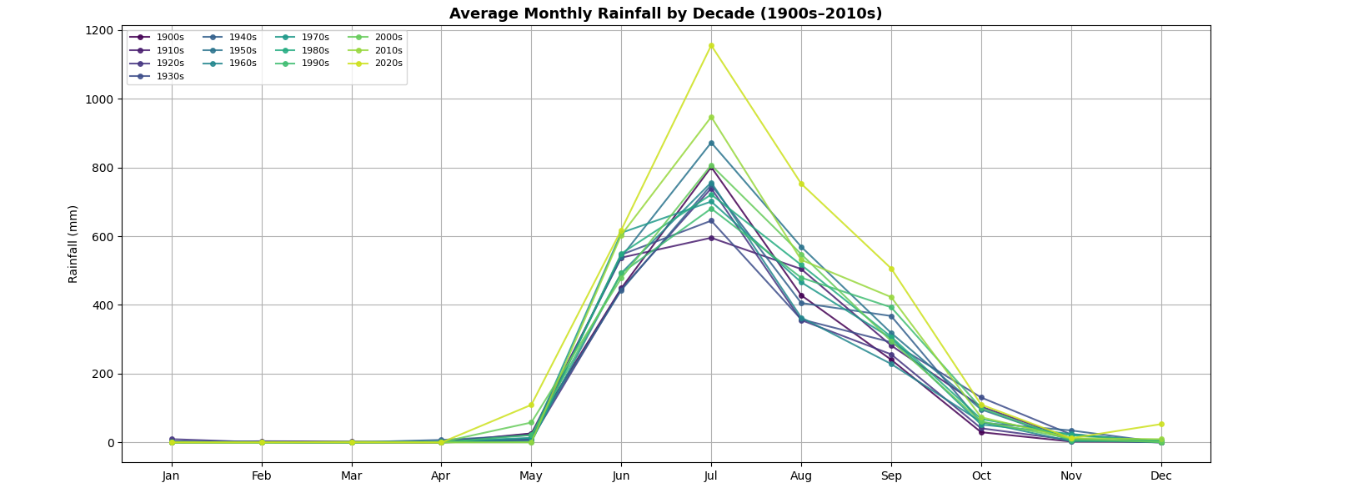 Average Monthly Rainfall by Decade (1900s–2010s)
1900s 1940s 1970s 2000s
1910s 1950s 1980s 2010s
1920s 1960s 1990s 2020s
1930s
Rainfall (mm)
1200
1000
800
600
400
200
0
Jan Feb Mar Apr May Jun Jul Aug Sep Oct Nov Dec